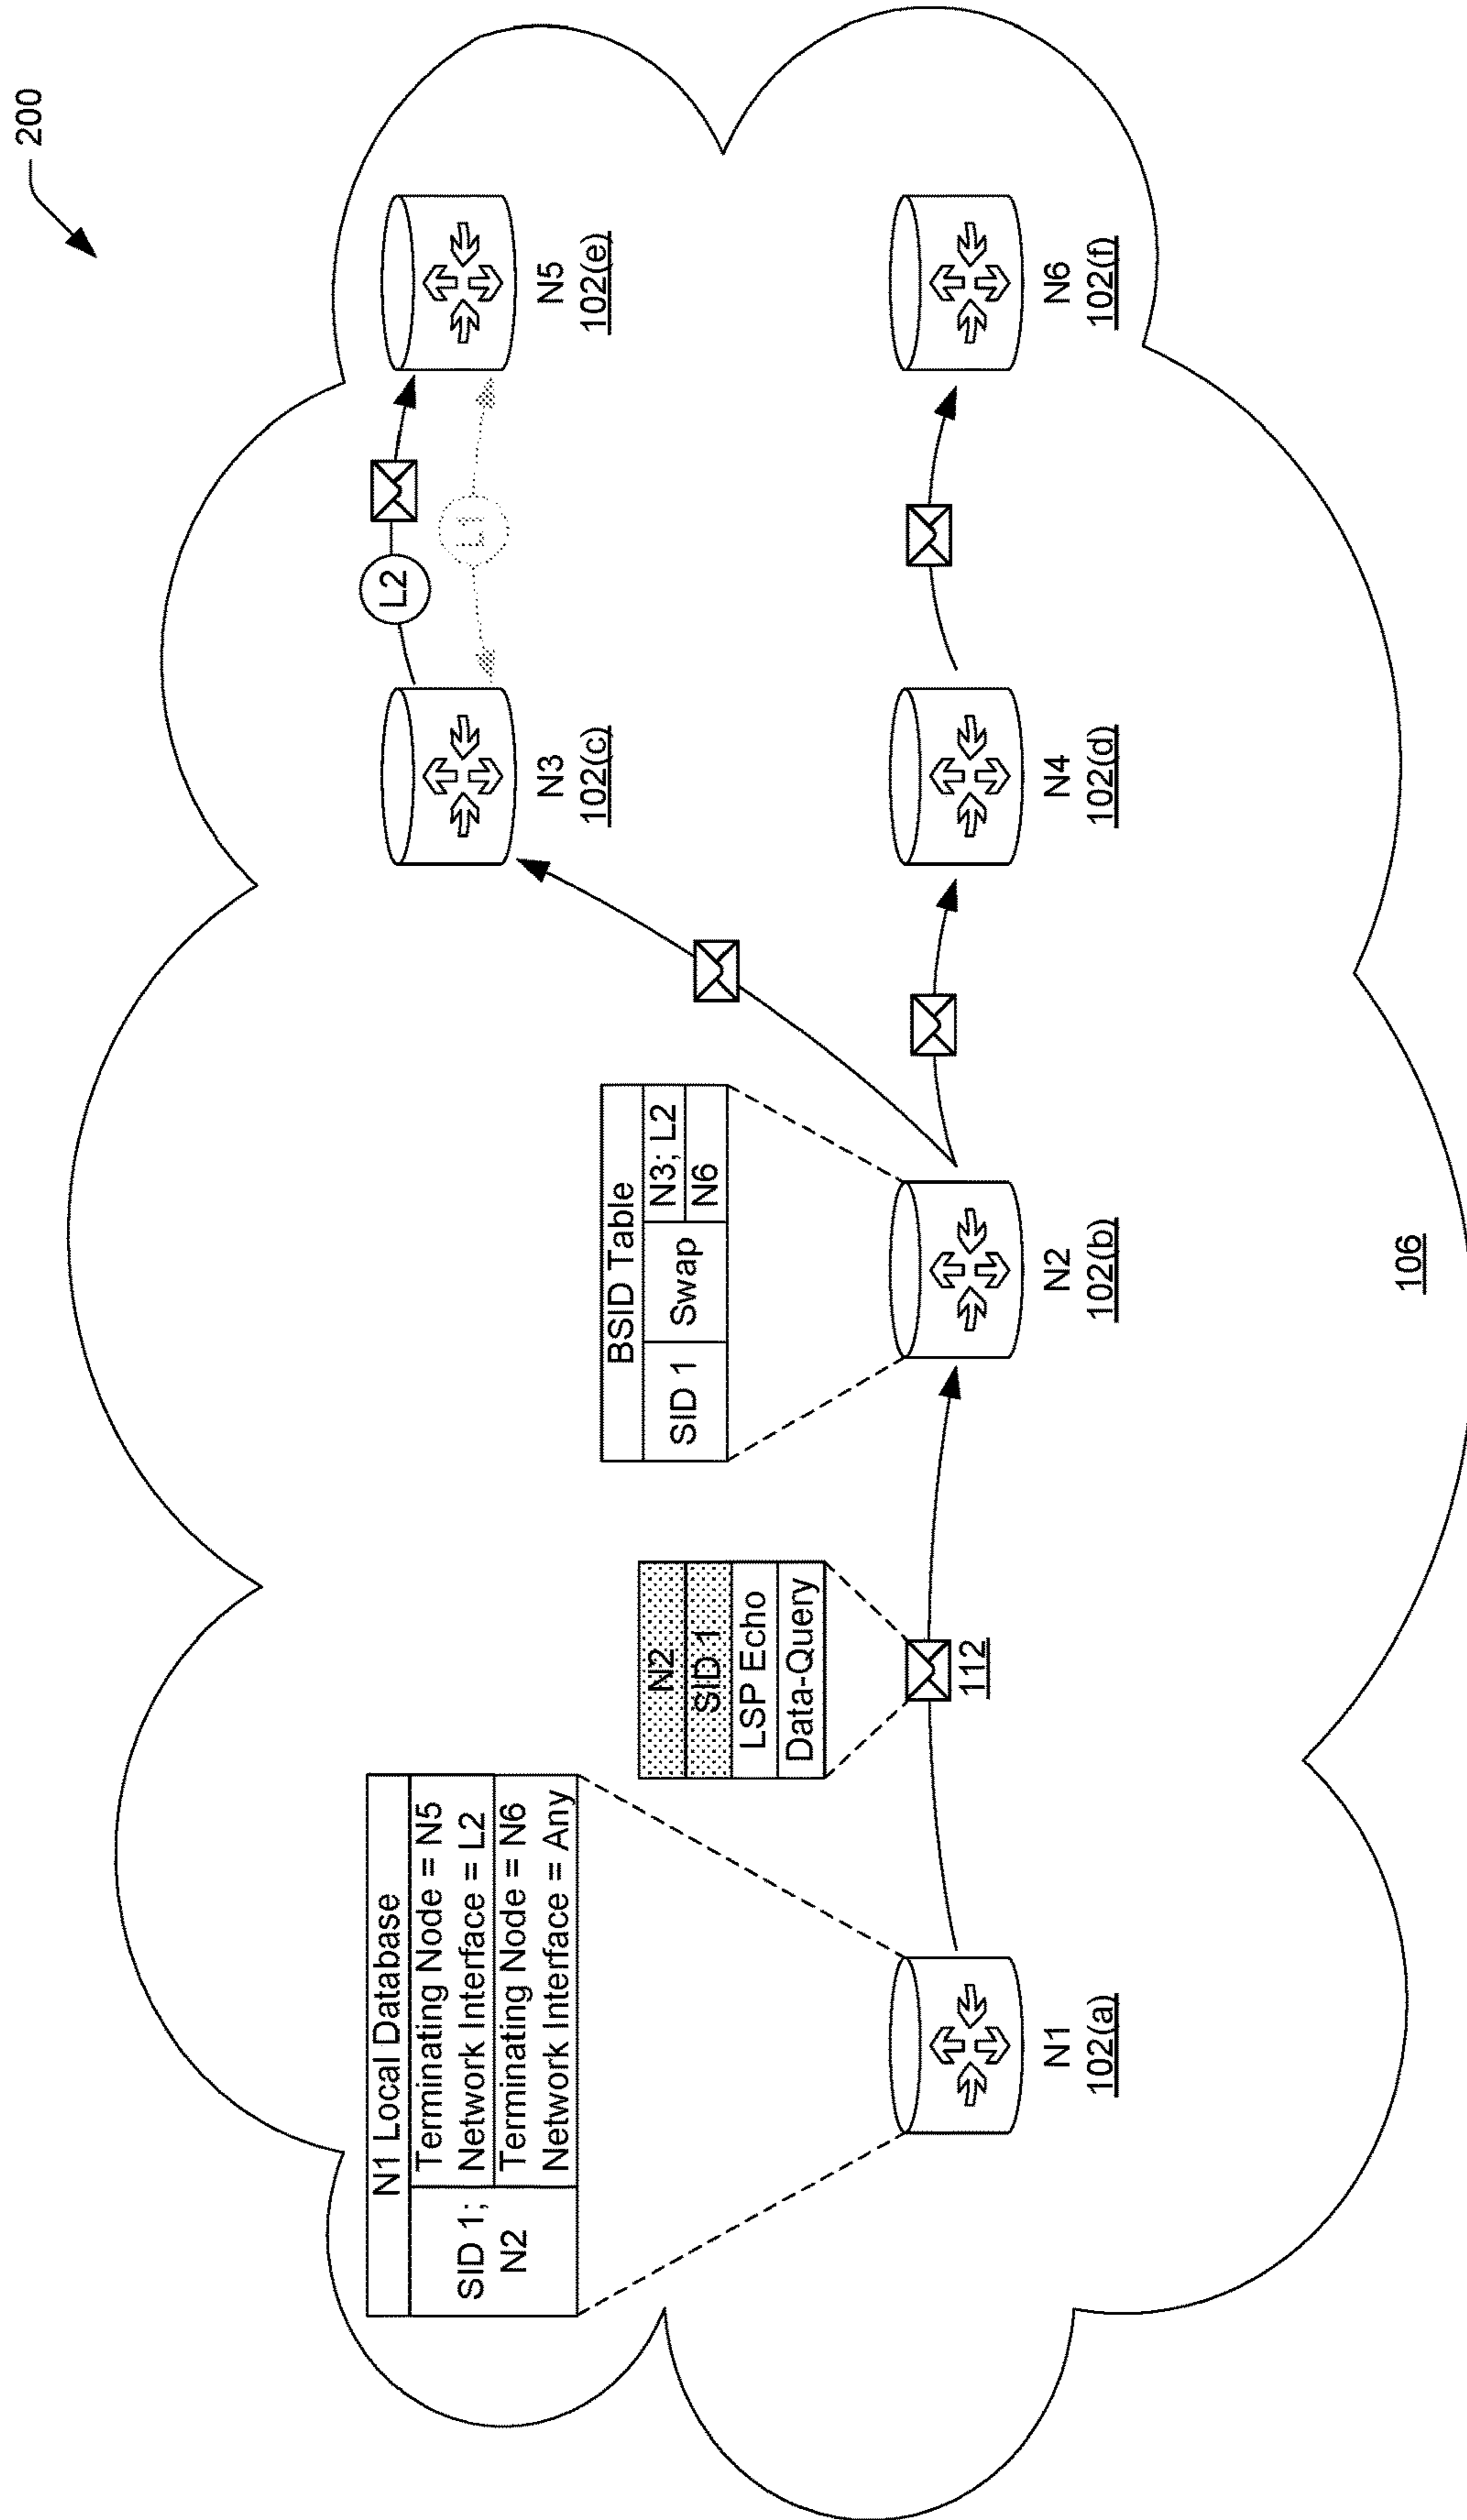 200
N1 Local Database
SID 1;
N2
Terminating Node = N5
Network Interface = L2
Terminating Node = N6
Network Interface = Any
N2
SID 1
LSP Echo
Data-Query
BSID Table
SID 1
Swap
N3; L2
N6
L2
L1
N3
102(c)
N5
102(e)
112
N1
102(a)
N2
102(b)
N4
102(d)
N6
102(f)
106